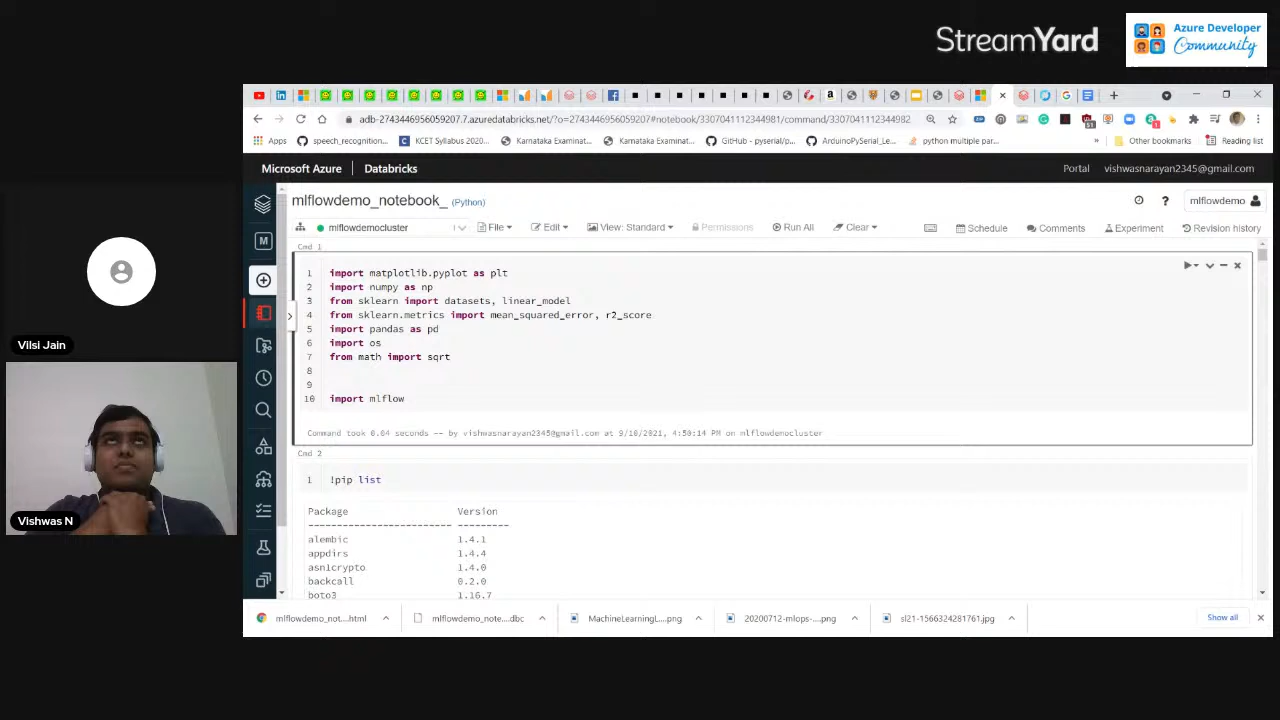 StreamYard
Azure Developer
Community
adb-2743446956059207.7.azuredatabricks.net/?o=2743446956059207#notebook/3307041112344981/command/3307041112344982
Apps
speech_recognition...
KCET Syllabus 2020...
Karnataka Examinat...
Karnataka Examinat...
GitHub - pyserial/p...
ArduinoPySerial_Le...
python multiple par...
»
Other bookmarks
Reading list
Microsoft Azure
Databricks
Portal
vishwasnarayan2345@gmail.com
mlflowdemo_notebook_ (Python)
mlflowdemo
mlflowdemocluster
File
Edit
View: Standard
Permissions
Run All
Clear
Schedule
Comments
Experiment
Revision history
Cmd 1
1 import matplotlib.pyplot as plt
2 import numpy as np
3 from sklearn import datasets, linear_model
4 from sklearn.metrics import mean_squared_error, r2_score
5 import pandas as pd
6 import os
7 from math import sqrt
8
9
10 import mlflow
Command took 6.04 seconds -- by vishwasnarayan2345@gmail.com at 9/10/2021, 4:50:14 PM on mlflowdemocluster
Cmd 2
1 !pip list
Package Version
------------------------- ---------
alembic 1.4.1
appdirs 1.4.4
asn1crypto 1.4.0
backcall 0.2.0
boto3 1.16.7
Vilsi Jain
Vishwas N
mlflowdemo_not....html
mlflowdemo_note....dbc
MachineLearningL....png
20200712-mlops-....png
sl21-1566324281761.jpg
Show all